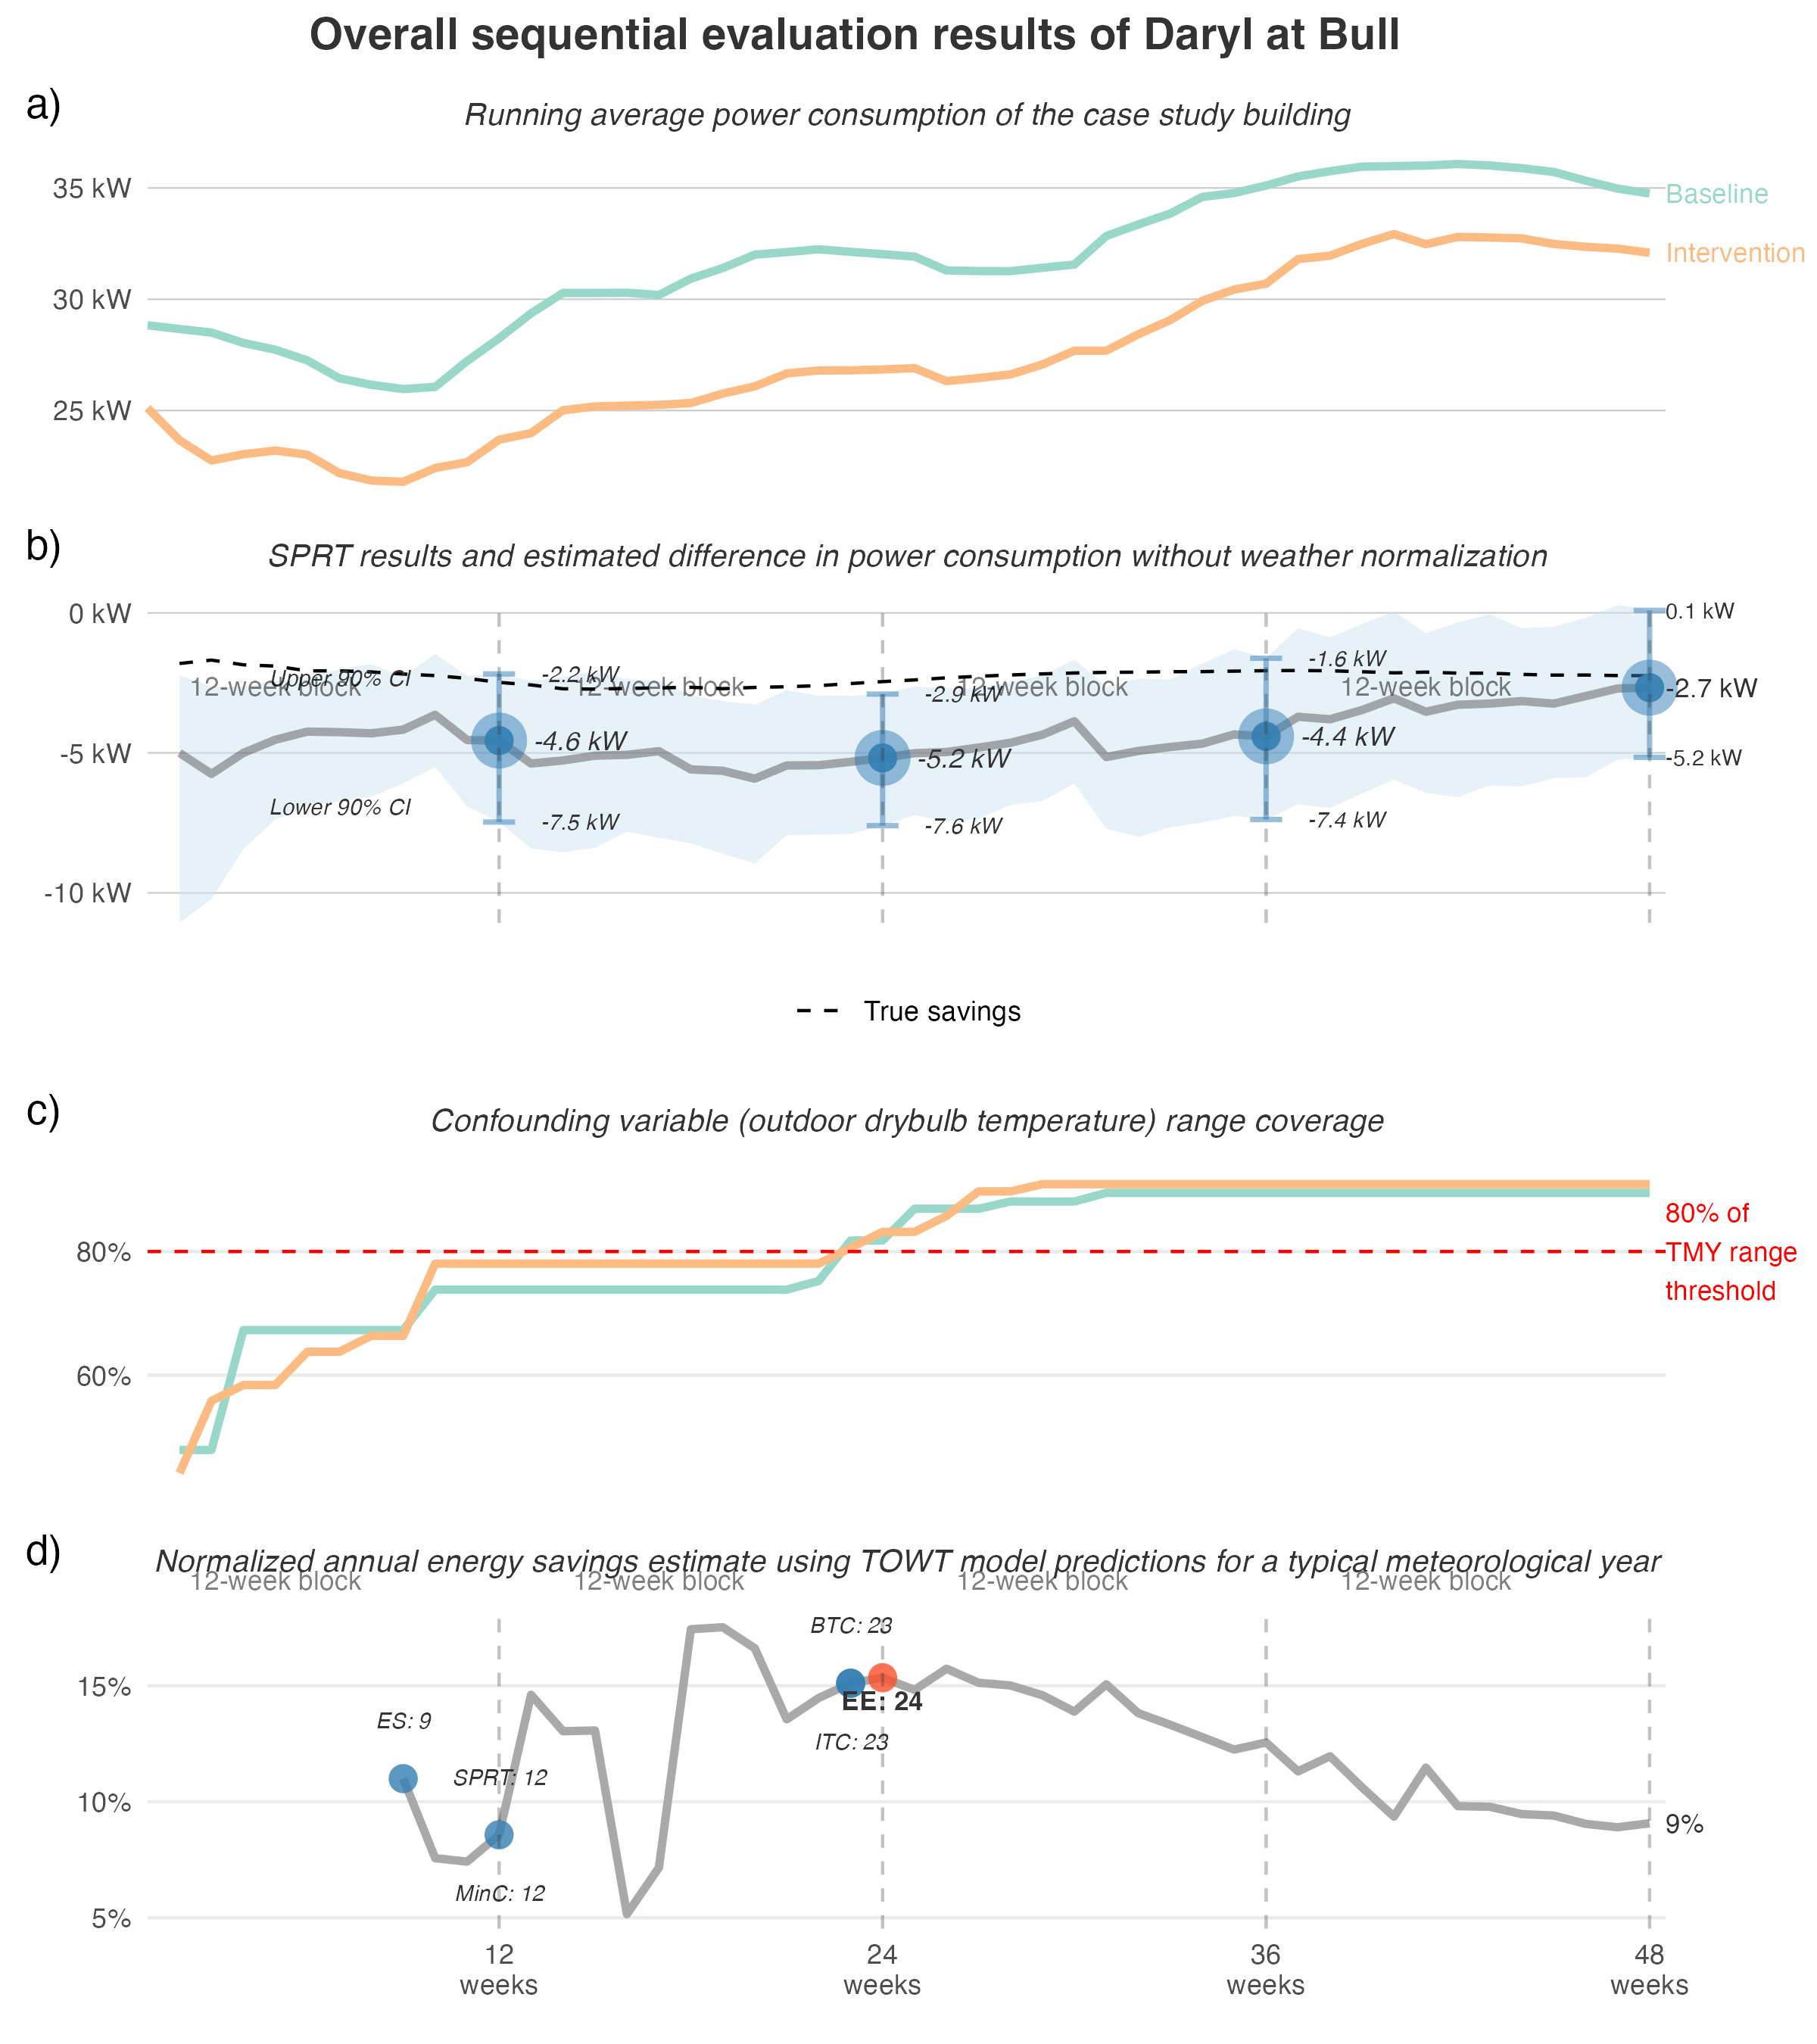 Overall sequential evaluation results of Daryl at Bull
a)
Running average power consumption of the case study building
35 kW
30 kW
25 kW
Baseline
Intervention
b)
SPRT results and estimated difference in power consumption without weather normalization
0 kW
-5 kW
-10 kW
Upper 90% CI
Lower 90% CI
12-week block
12-week block
12-week block
12-week block
-2.2 kW
-4.6 kW
-7.5 kW
-2.9 kW
-5.2 kW
-7.6 kW
-1.6 kW
-4.4 kW
-7.4 kW
0.1 kW
-2.7 kW
-5.2 kW
True savings
c)
Confounding variable (outdoor drybulb temperature) range coverage
80%
60%
80% of
TMY range
threshold
d)
Normalized annual energy savings estimate using TOWT model predictions for a typical meteorological year
12-week block
12-week block
12-week block
12-week block
15%
10%
5%
ES: 9
SPRT: 12
MinC: 12
BTC: 23
EE: 24
ITC: 23
9%
12
weeks
24
weeks
36
weeks
48
weeks